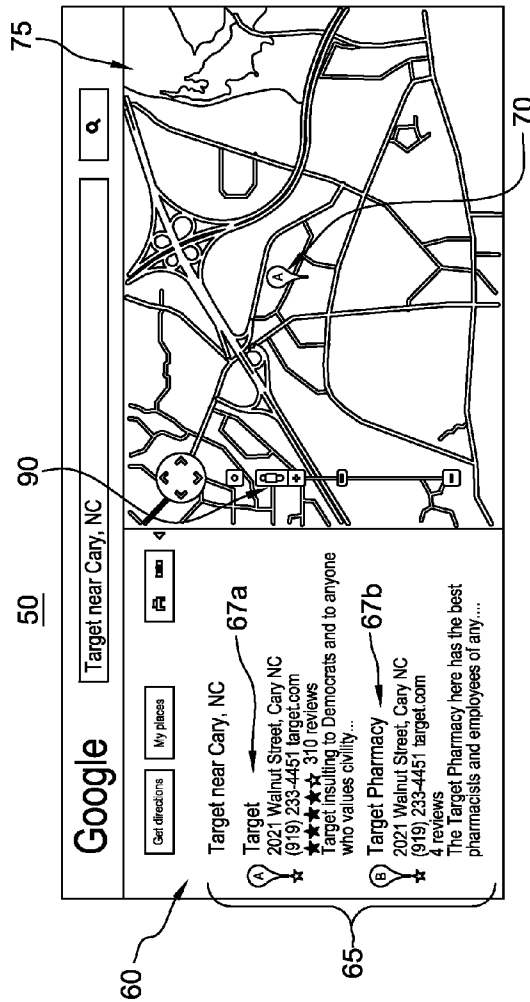 50
90
75
Google
Target near Cary, NC
Get directions
My places
60
Target near Cary, NC
67a
A
Target
2021 Walnut Street, Cary NC
(919) 233-4451 target.com
★★★★☆ 310 reviews
Target insulting to Democrats and to anyone
who values civility...
67b
B
Target Pharmacy
2021 Walnut Street, Cary NC
(919) 233-4451 target.com
4 reviews
The Target Pharmacy here has the best
pharmacists and employees of any....
65
A
70